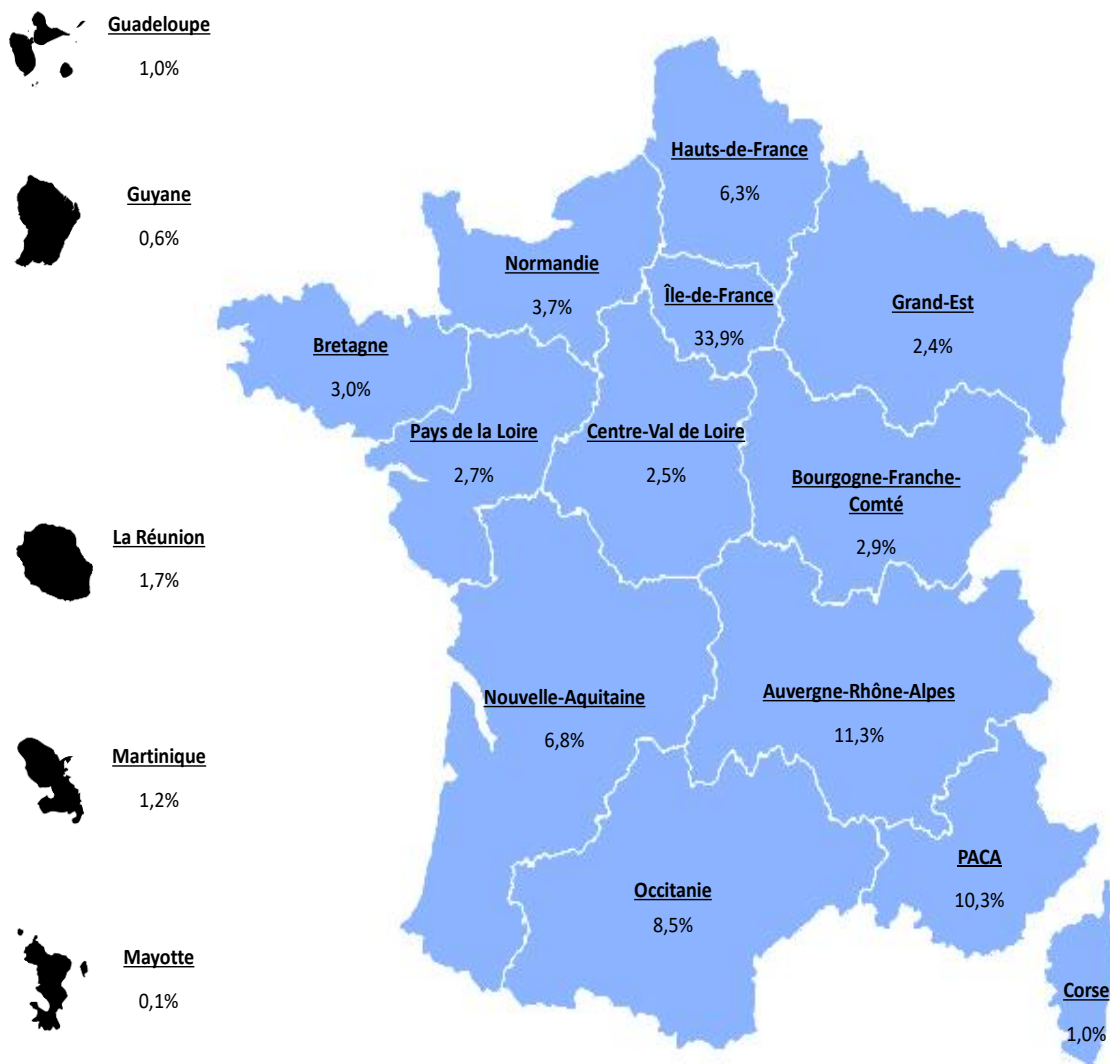 Guadeloupe
1,0%
Guyane
0,6%
La Réunion
1,7%
Martinique
1,2%
Mayotte
0,1%
Hauts-de-France
6,3%
Normandie
3,7%
Île-de-France
33,9%
Grand-Est
2,4%
Bretagne
3,0%
Pays de la Loire
2,7%
Centre-Val de Loire
2,5%
Bourgogne-Franche-
Comté
2,9%
Nouvelle-Aquitaine
6,8%
Auvergne-Rhône-Alpes
11,3%
Occitanie
8,5%
PACA
10,3%
Corse
1,0%